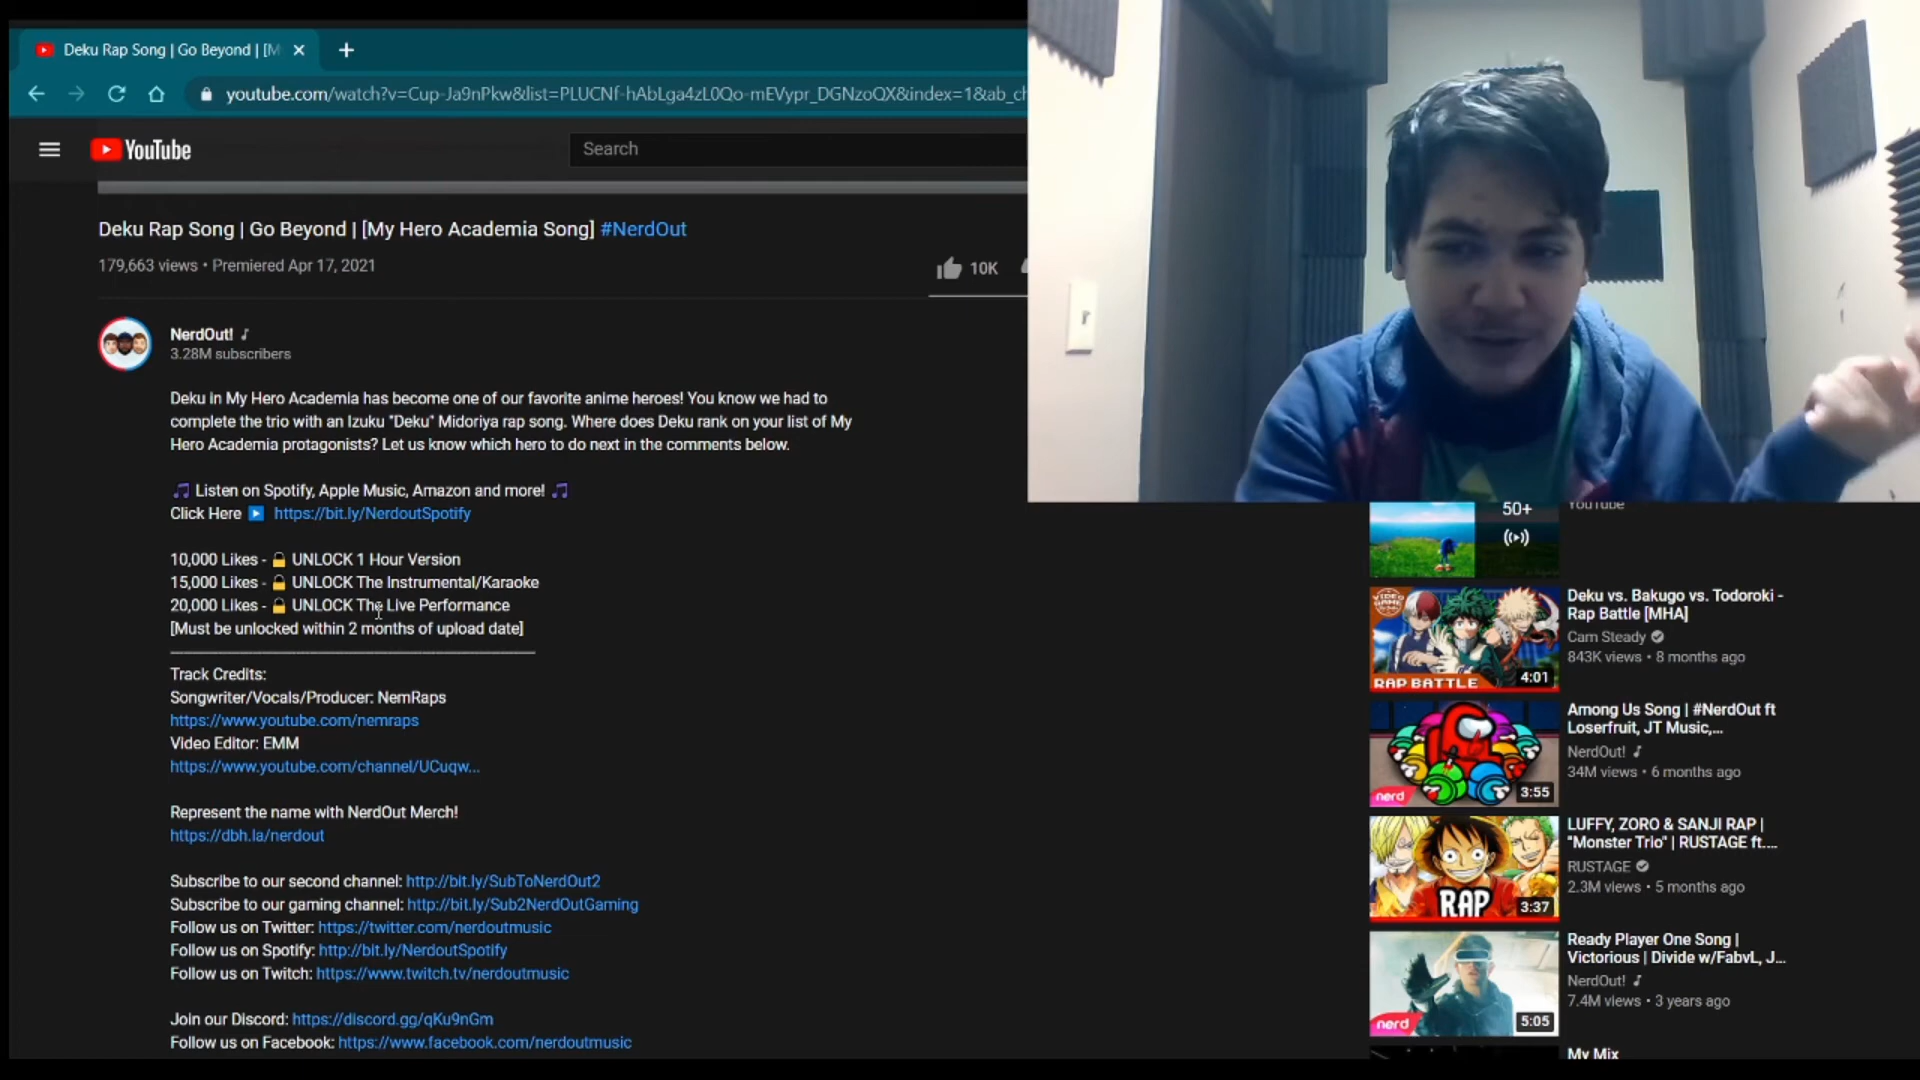 Deku Rap Song | Go Beyond | [M
youtube.com/watch?v=Cup-Ja9nPkw&list=PLUCNf-hAbLga4zL0Qo-mEVypr_DGNzoQX&index=1&ab_ch
YouTube
Search
Deku Rap Song | Go Beyond | [My Hero Academia Song] #NerdOut
179,663 views • Premiered Apr 17, 2021
10K
NerdOut!
3.28M subscribers
Deku in My Hero Academia has become one of our favorite anime heroes! You know we had to
complete the trio with an Izuku "Deku" Midoriya rap song. Where does Deku rank on your list of My
Hero Academia protagonists? Let us know which hero to do next in the comments below.
🎵 Listen on Spotify, Apple Music, Amazon and more! 🎵
Click Here ▶ https://bit.ly/NerdoutSpotify
10,000 Likes - 🔒 UNLOCK 1 Hour Version
15,000 Likes - 🔒 UNLOCK The Instrumental/Karaoke
20,000 Likes - 🔒 UNLOCK The Live Performance
[Must be unlocked within 2 months of upload date]
Track Credits:
Songwriter/Vocals/Producer: NemRaps
https://www.youtube.com/nemraps
Video Editor: EMM
https://www.youtube.com/channel/UCuqw...
Represent the name with NerdOut Merch!
https://dbh.la/nerdout
Subscribe to our second channel: http://bit.ly/SubToNerdOut2
Subscribe to our gaming channel: http://bit.ly/Sub2NerdOutGaming
Follow us on Twitter: https://twitter.com/nerdoutmusic
Follow us on Spotify: http://bit.ly/NerdoutSpotify
Follow us on Twitch: https://www.twitch.tv/nerdoutmusic
Join our Discord: https://discord.gg/qKu9nGm
Follow us on Facebook: https://www.facebook.com/nerdoutmusic
50+
YouTube
VIDEO GAME
RAP BATTLE
4:01
Deku vs. Bakugo vs. Todoroki -
Rap Battle [MHA]
Cam Steady
843K views • 8 months ago
nerd
3:55
Among Us Song | #NerdOut ft
Loserfruit, JT Music,...
NerdOut!
34M views • 6 months ago
RAP
3:37
LUFFY, ZORO & SANJI RAP |
"Monster Trio" | RUSTAGE ft....
RUSTAGE
2.3M views • 5 months ago
nerd
5:05
Ready Player One Song |
Victorious | Divide w/FabvL, J...
NerdOut!
7.4M views • 3 years ago
My Mix